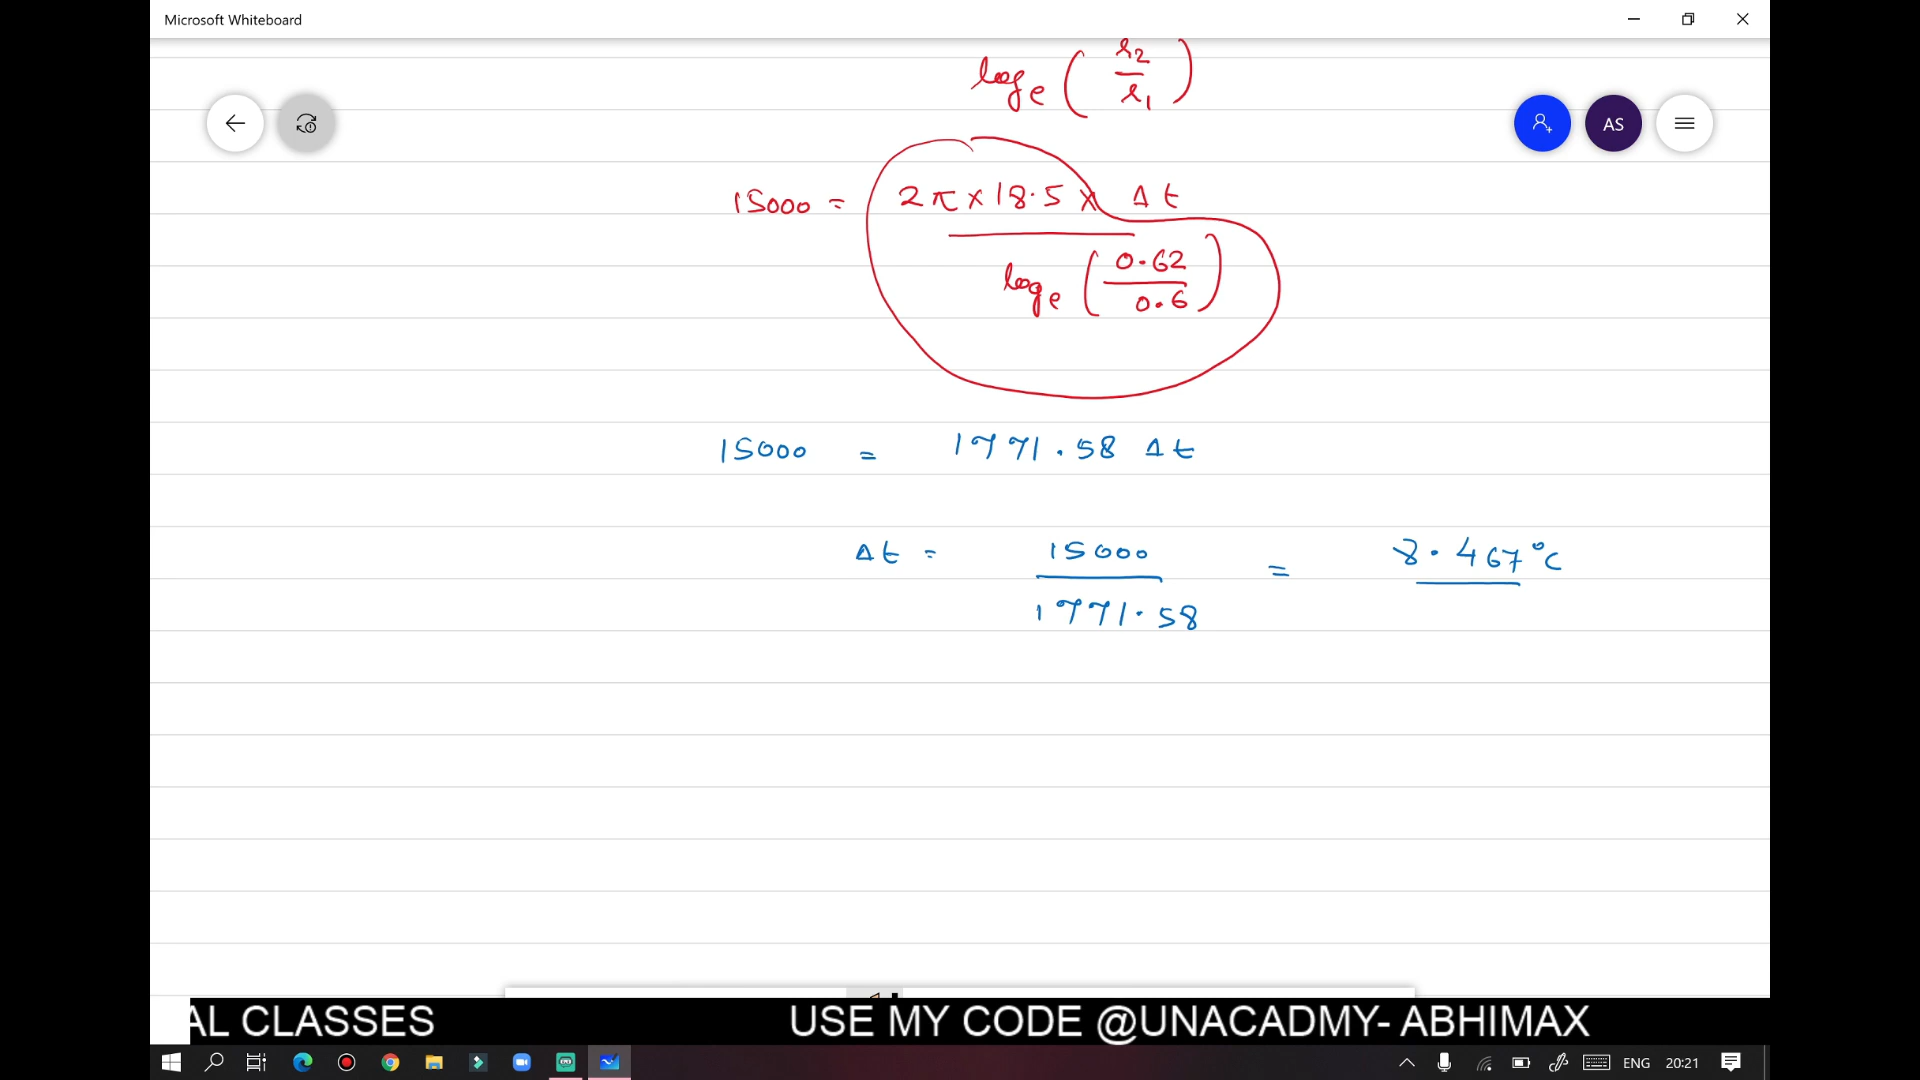 Microsoft Whiteboard
logₑ ( r₂ / r₁ )
AS
15000 = 2π × 18.5 × Δt
logₑ ( 0.62 / 0.6 )
15000 = 1771.58 Δt
Δt = 15000 / 1771.58 = 8.467°C
AL CLASSES USE MY CODE @UNACADMY- ABHIMAX
ENG 20:21